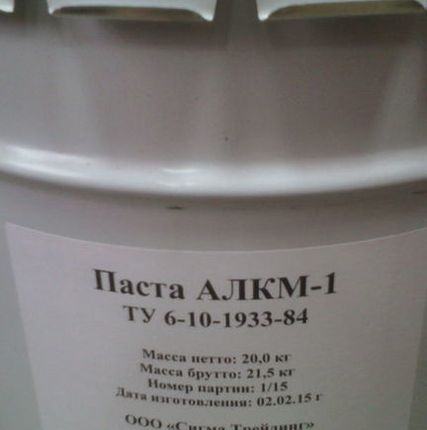 Паста АЛКМ-1
ТУ 6-10-1933-84
Масса нетто: 20,0 кг
Масса брутто: 21,5 кг
Номер партии: 1/15
Дата изготовления: 02.02.15 г
ООО «Сигма Трейдинг»